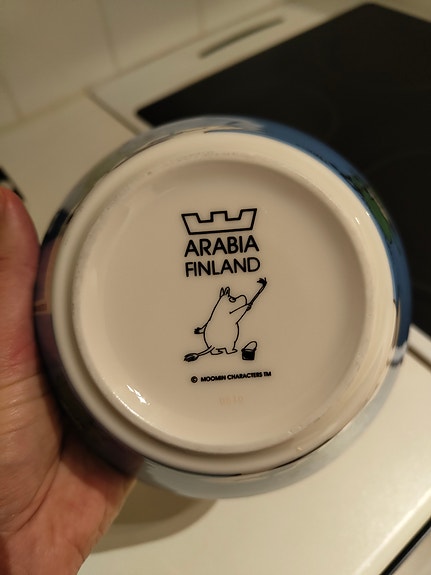 ARABIA
FINLAND
© MOOMIN CHARACTERS TM